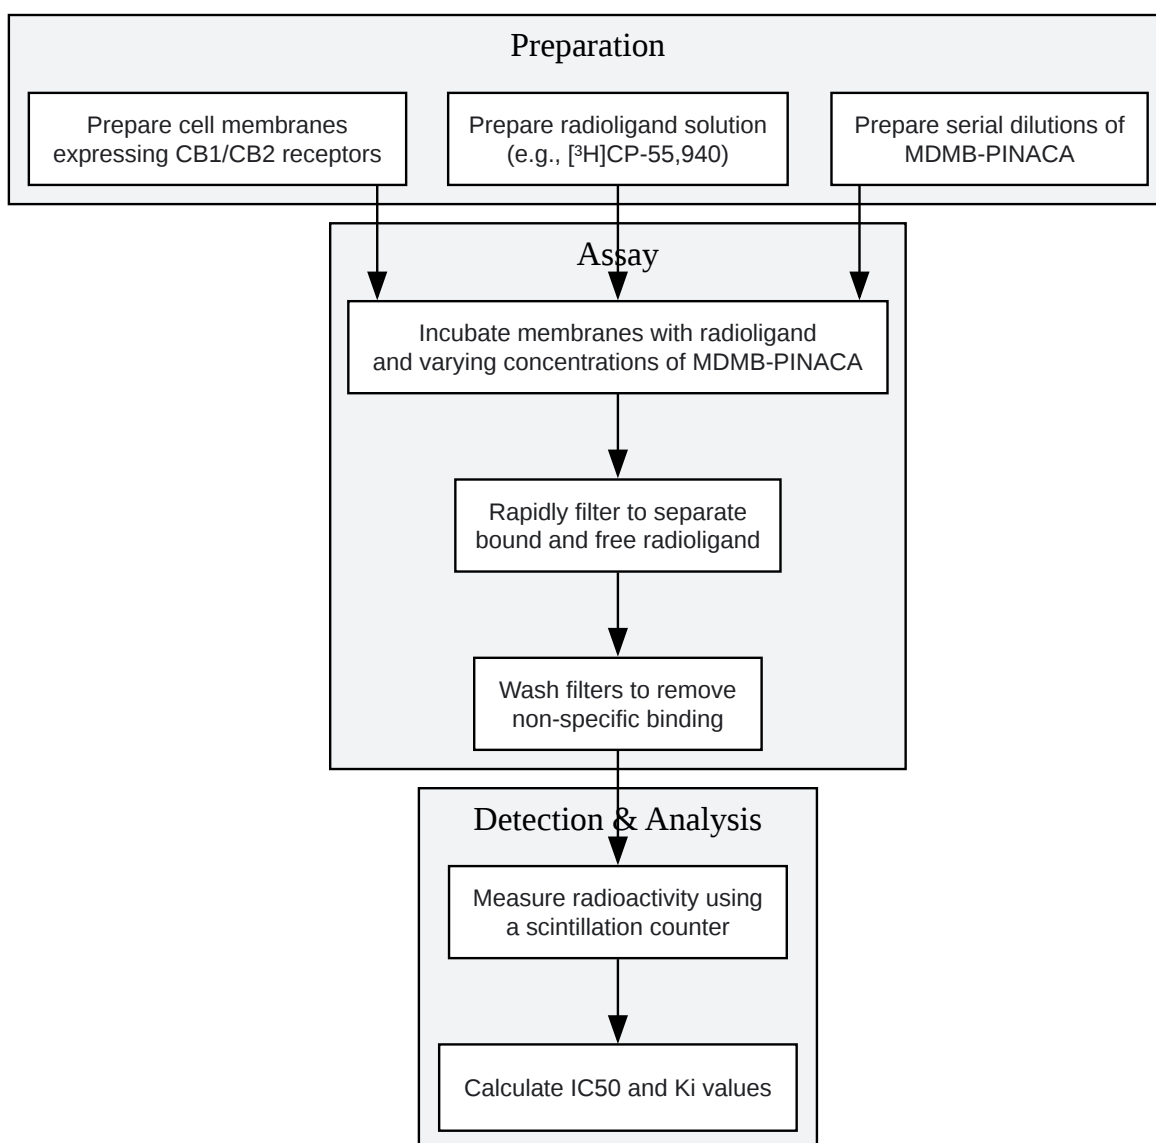 Preparation
Prepare cell membranes
expressing CB1/CB2 receptors
Prepare radioligand solution
(e.g., [³H]CP-55,940)
Prepare serial dilutions of
MDMB-PINACA
Assay
Incubate membranes with radioligand
and varying concentrations of MDMB-PINACA
Rapidly filter to separate
bound and free radioligand
Wash filters to remove
non-specific binding
Detection & Analysis
Measure radioactivity using
a scintillation counter
Calculate IC50 and Ki values